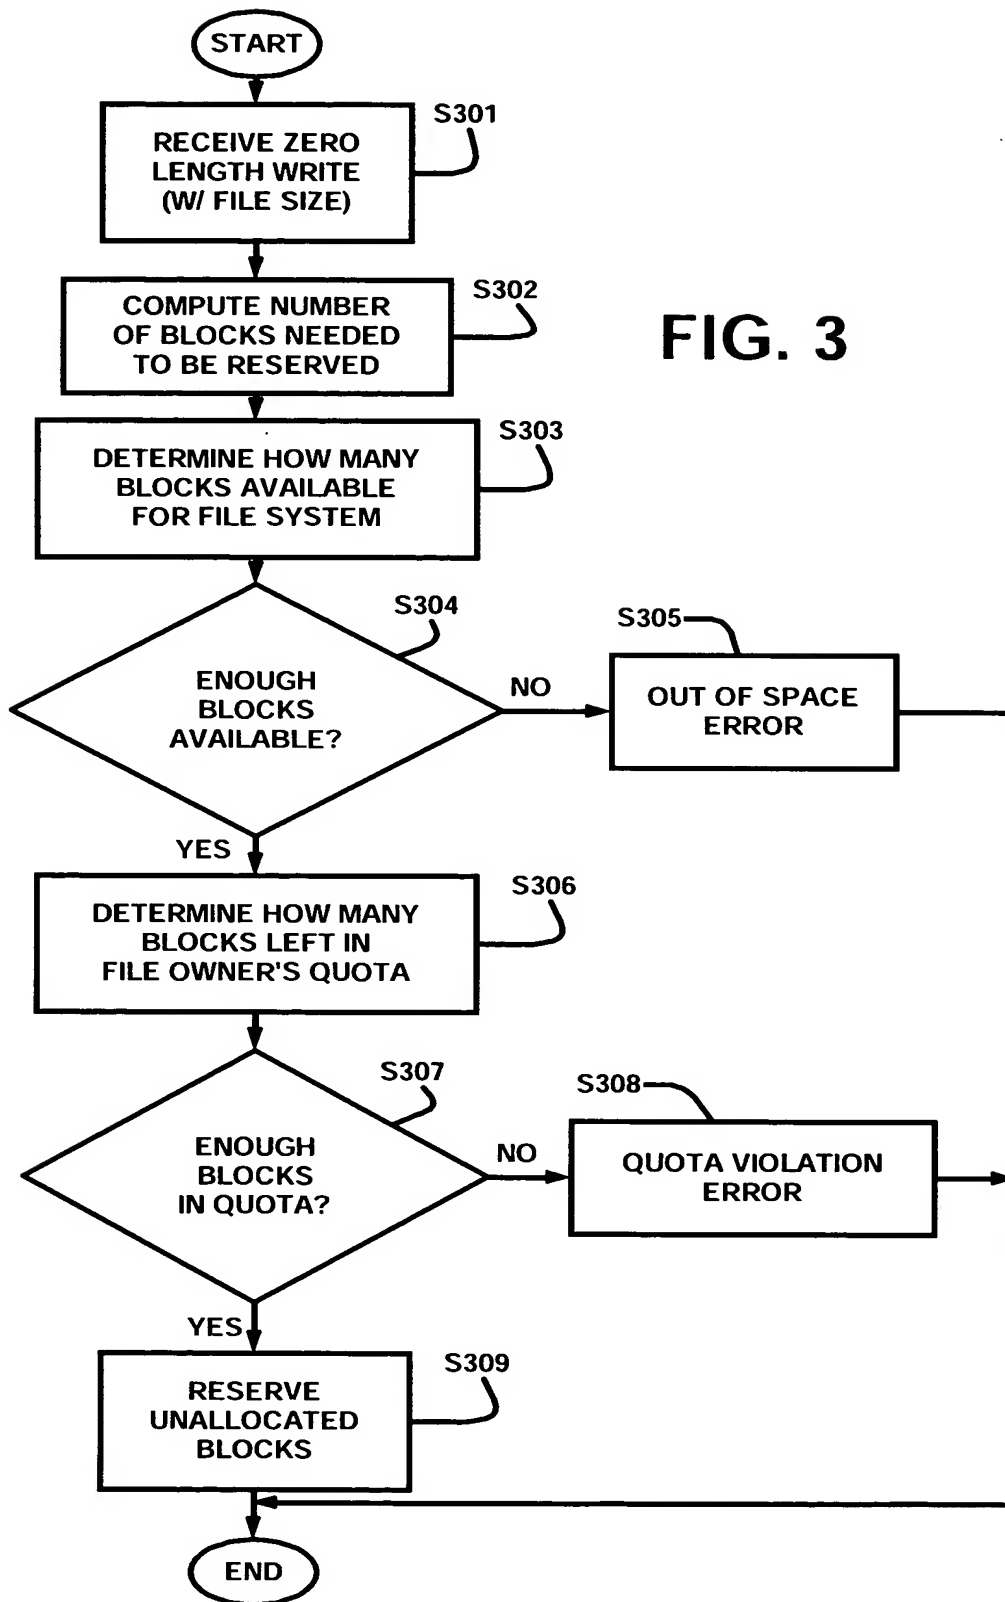 START
S301
RECEIVE ZERO
LENGTH WRITE
(W/ FILE SIZE)
S302
COMPUTE NUMBER
OF BLOCKS NEEDED
TO BE RESERVED
FIG. 3
S303
DETERMINE HOW MANY
BLOCKS AVAILABLE
FOR FILE SYSTEM
S304
ENOUGH
BLOCKS
AVAILABLE?
NO
S305
OUT OF SPACE
ERROR
YES
S306
DETERMINE HOW MANY
BLOCKS LEFT IN
FILE OWNER'S QUOTA
S307
ENOUGH
BLOCKS
IN QUOTA?
NO
S308
QUOTA VIOLATION
ERROR
YES
S309
RESERVE
UNALLOCATED
BLOCKS
END